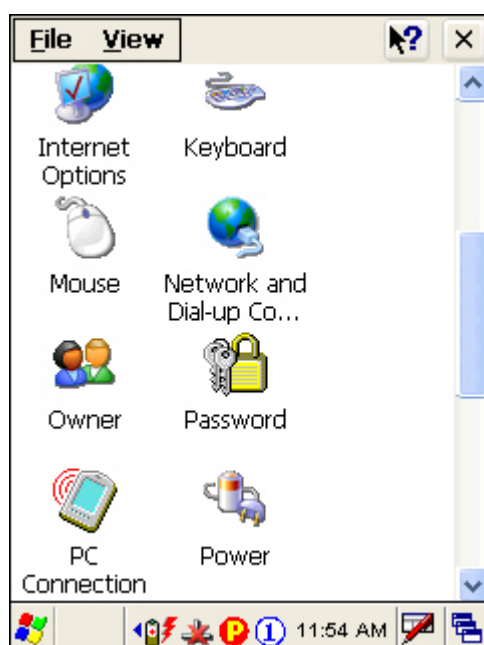 File View ?
Internet Options
Keyboard
Mouse
Network and Dial-up Co...
Owner
Password
PC Connection
Power
P 1 11:54 AM